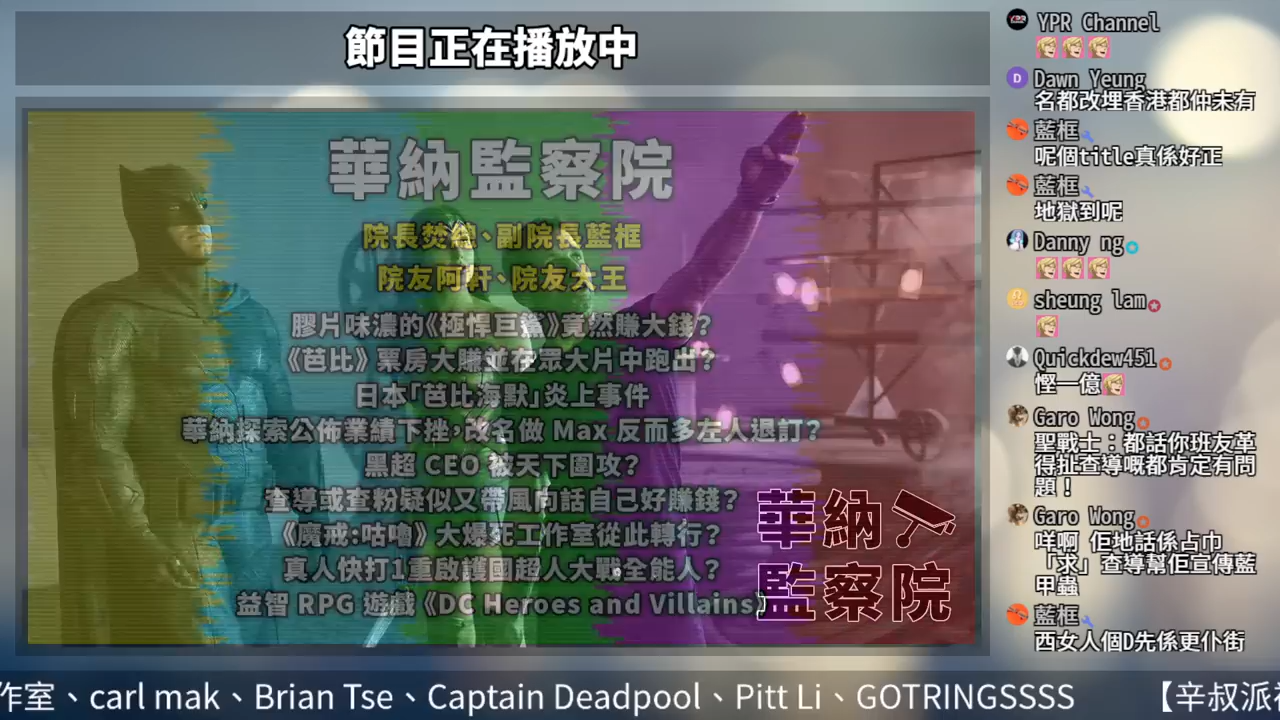 節目正在播放中
華納監察院
院長焚總、副院長藍框
院友阿軒、院友大王
膠片味濃的《極悍巨鯊》竟然賺大錢？
《芭比》票房大賺並在眾大片中跑出？
日本「芭比海默」炎上事件
華納探索公佈業績下挫，改名做 Max 反而多左人退訂？
黑超 CEO 被天下圍攻？
查導或查粉疑似又帶風向話自己好賺錢？
《魔戒:咕嚕》大爆死工作室從此轉行？
真人快打1重啟護國超人大戰全能人？
益智 RPG 遊戲《DC Heroes and Villains》
華納
監察院
YPR Channel
D Dawn Yeung
名都改埋香港都仲未有
藍框
呢個title真係好正
藍框
地獄到呢
Danny ng
sheung lam
Quickdew451
慳一億
Garo Wong
聖戰士：都話你班友革
得扯查導嘅都肯定有問
題！
Garo Wong
咩啊 佢地話係占巾
「求」查導幫佢宣傳藍
甲蟲
藍框
西女人個D先係更仆街
作室、carl mak、Brian Tse、Captain Deadpool、Pitt Li、GOTRINGSSSS 【辛叔派